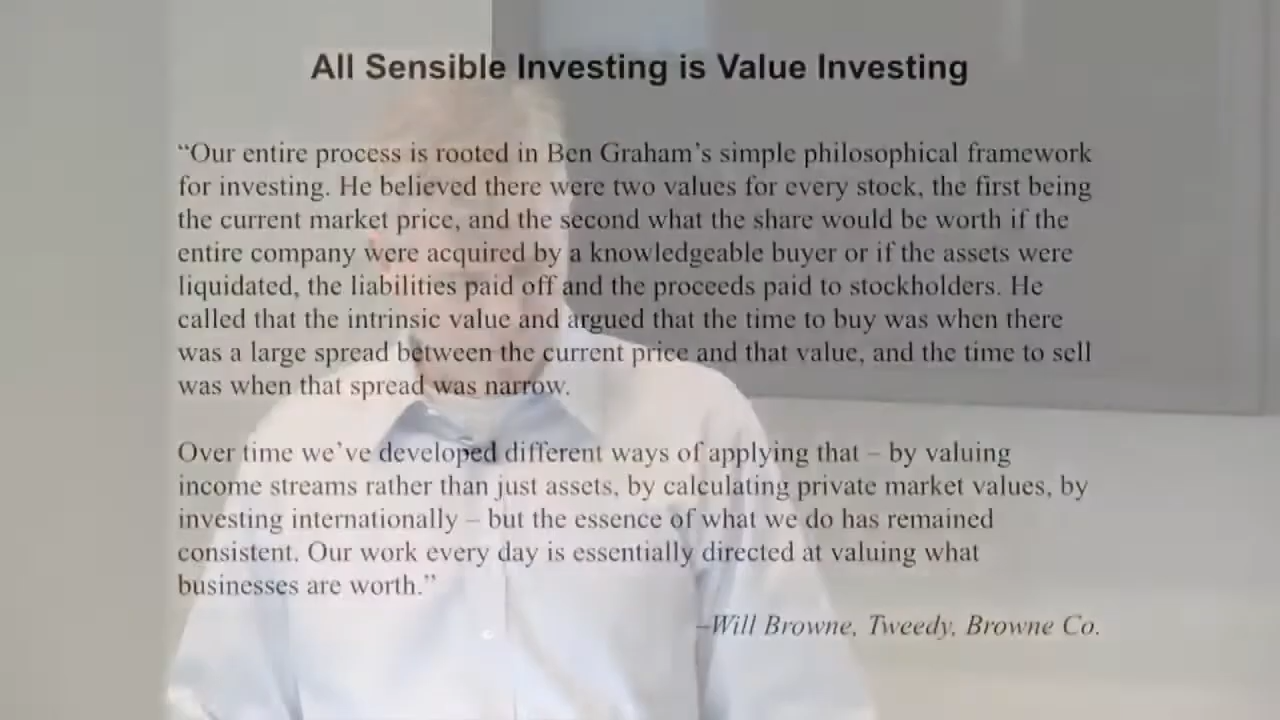 All Sensible Investing is Value Investing
“Our entire process is rooted in Ben Graham’s simple philosophical framework
for investing. He believed there were two values for every stock, the first being
the current market price, and the second what the share would be worth if the
entire company were acquired by a knowledgeable buyer or if the assets were
liquidated, the liabilities paid off and the proceeds paid to stockholders. He
called that the intrinsic value and argued that the time to buy was when there
was a large spread between the current price and that value, and the time to sell
was when that spread was narrow.
Over time we’ve developed different ways of applying that – by valuing
income streams rather than just assets, by calculating private market values, by
investing internationally – but the essence of what we do has remained
consistent. Our work every day is essentially directed at valuing what
businesses are worth.”
–Will Browne, Tweedy, Browne Co.